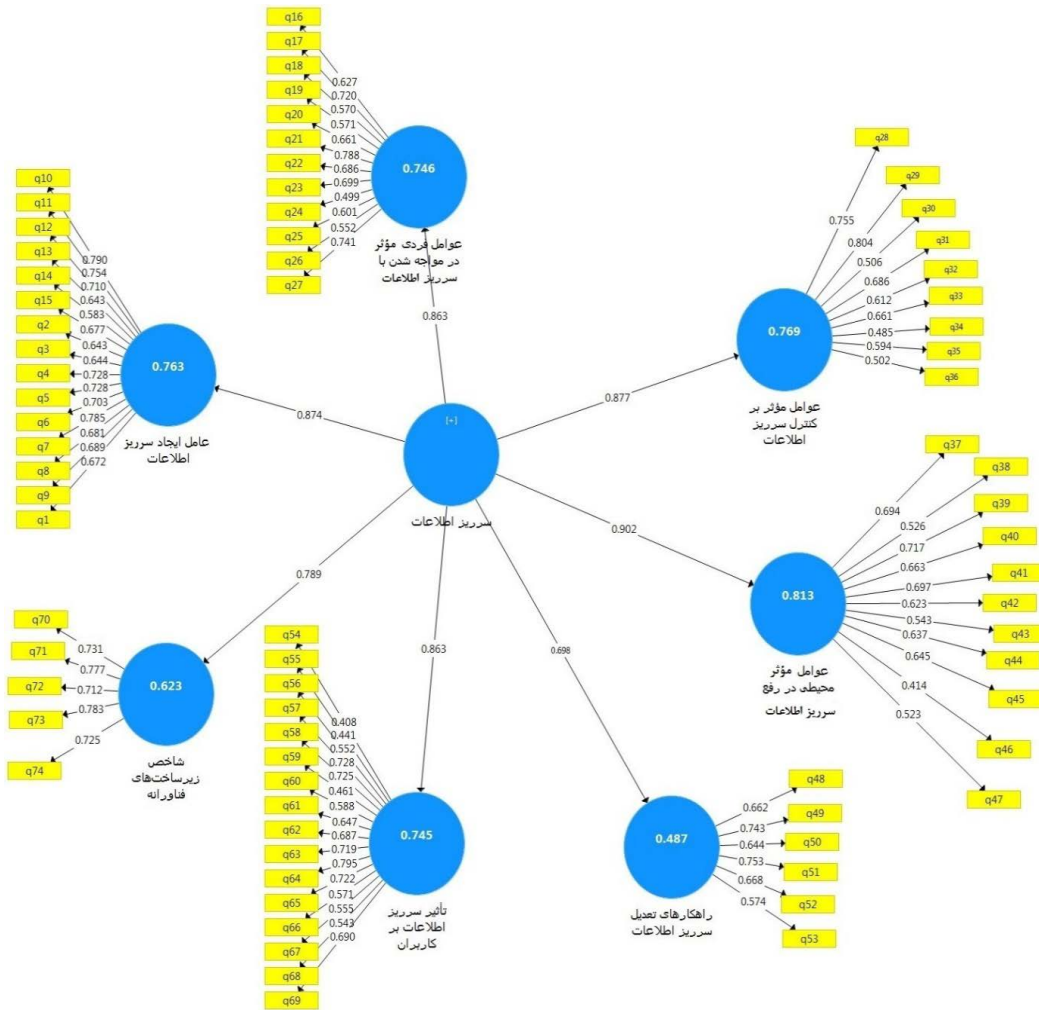 q16
q17
q18
q19
q20
q21
q22
q23
q24
q25
q26
q27
0.627
0.720
0.570
0.571
0.661
0.788
0.686
0.699
0.499
0.601
0.552
0.741
0.746
عوامل فردی مؤثر
در مواجه شدن با
سرریز اطلاعات
0.863
q28
q29
q30
q31
q32
q33
q34
q35
q36
0.755
0.804
0.506
0.686
0.612
0.661
0.485
0.594
0.502
0.769
عوامل مؤثر بر
کنترل سرریز
اطلاعات
0.877
q10
q11
q12
q13
q14
q15
q2
q3
q4
q5
q6
q7
q8
q9
q1
0.790
0.754
0.710
0.643
0.583
0.677
0.643
0.644
0.728
0.728
0.703
0.785
0.681
0.689
0.672
0.763
عامل ایجاد سرریز
اطلاعات
0.874
[+]
سرریز اطلاعات
q37
q38
q39
q40
q41
q42
q43
q44
q45
q46
q47
0.694
0.526
0.717
0.663
0.697
0.623
0.543
0.637
0.645
0.414
0.523
0.813
عوامل مؤثر
محیطی در رفع
سرریز اطلاعات
0.902
0.789
q70
q71
q72
q73
q74
0.731
0.777
0.712
0.783
0.725
0.623
شاخص
زیرساخت‌های
فناورانه
0.863
q54
q55
q56
q57
q58
q59
q60
q61
q62
q63
q64
q65
q66
q67
q68
q69
0.408
0.441
0.552
0.728
0.725
0.461
0.588
0.647
0.687
0.719
0.795
0.722
0.571
0.555
0.543
0.690
0.745
تأثیر سرریز
اطلاعات بر
کاربران
0.698
q48
q49
q50
q51
q52
q53
0.662
0.743
0.644
0.753
0.668
0.574
0.487
راهکارهای تعدیل
سرریز اطلاعات